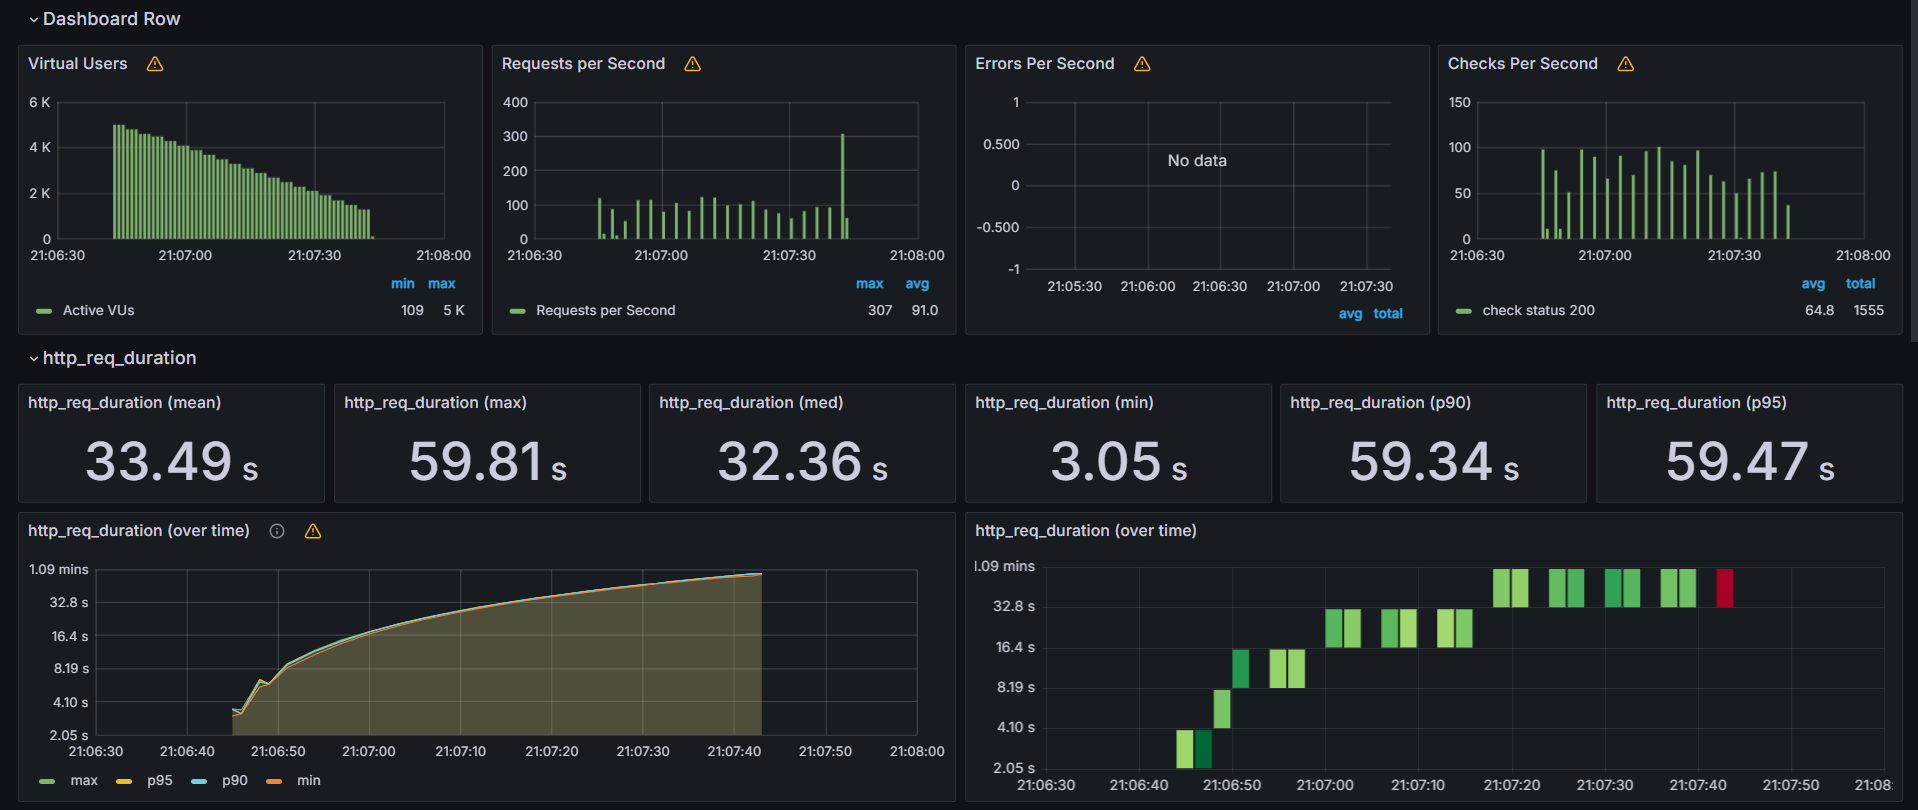 Dashboard Row
Virtual Users
6 K
4 K
2 K
0
21:06:30 21:07:00 21:07:30 21:08:00
min max
Active VUs 109 5 K
Requests per Second
400
300
200
100
0
21:06:30 21:07:00 21:07:30 21:08:00
max avg
Requests per Second 307 91.0
Errors Per Second
1
0.500
0
-0.500
-1
No data
21:05:30 21:06:00 21:06:30 21:07:00 21:07:30
avg total
Checks Per Second
150
100
50
0
21:06:30 21:07:00 21:07:30 21:08:00
avg total
check status 200 64.8 1555
http_req_duration
http_req_duration (mean)
33.49 s
http_req_duration (max)
59.81 s
http_req_duration (med)
32.36 s
http_req_duration (min)
3.05 s
http_req_duration (p90)
59.34 s
http_req_duration (p95)
59.47 s
http_req_duration (over time)
1.09 mins
32.8 s
16.4 s
8.19 s
4.10 s
2.05 s
21:06:30 21:06:40 21:06:50 21:07:00 21:07:10 21:07:20 21:07:30 21:07:40 21:07:50 21:08:00
max p95 p90 min
http_req_duration (over time)
1.09 mins
32.8 s
16.4 s
8.19 s
4.10 s
2.05 s
21:06:30 21:06:40 21:06:50 21:07:00 21:07:10 21:07:20 21:07:30 21:07:40 21:07:50 21:08: